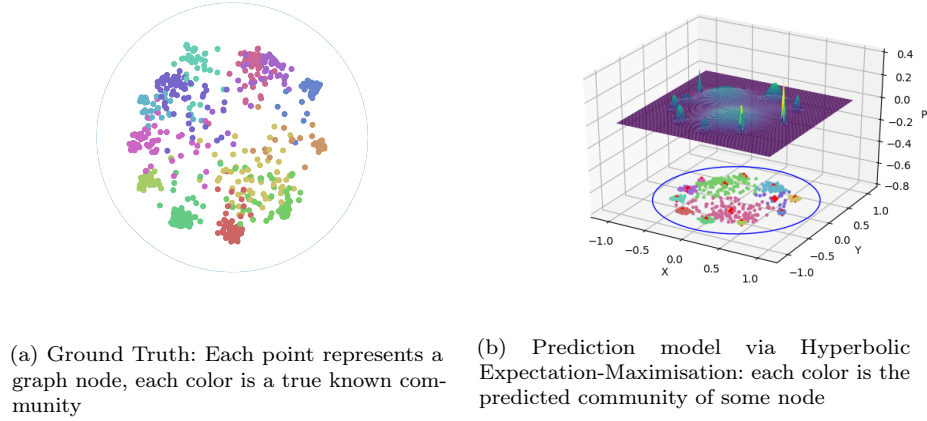 0.4
0.2
0.0
−0.2
−0.4
−0.6
−0.8
P
−1.0
−0.5
0.0
0.5
1.0
X
−1.0
−0.5
0.0
0.5
1.0
Y
(a) Ground Truth: Each point represents a
graph node, each color is a true known com-
munity
(b) Prediction model via Hyperbolic
Expectation-Maximisation: each color is the
predicted community of some node